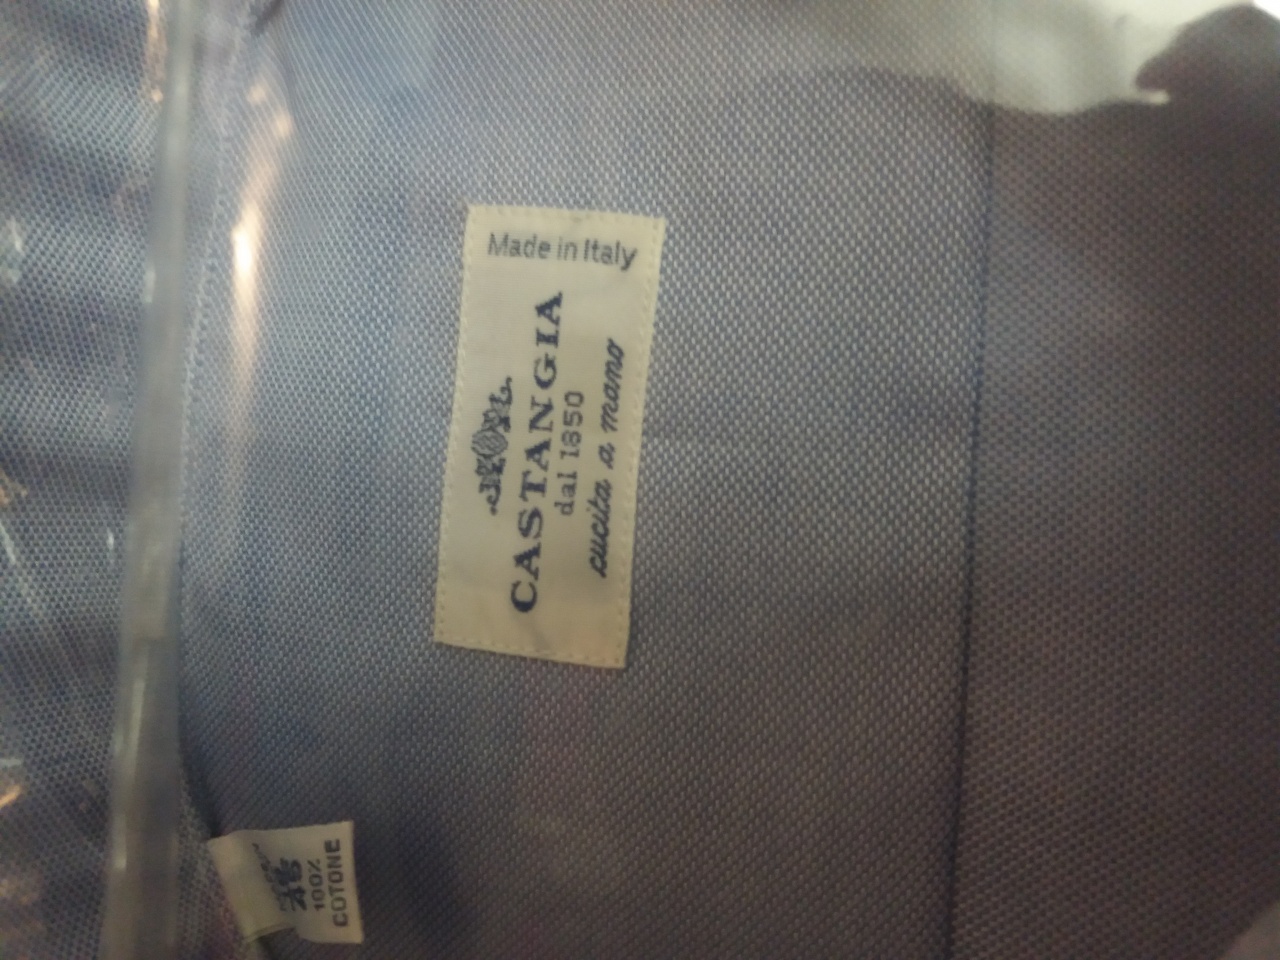 Made in Italy
CASTANGIA
dal 1850
cucita a mano
100%
COTONE